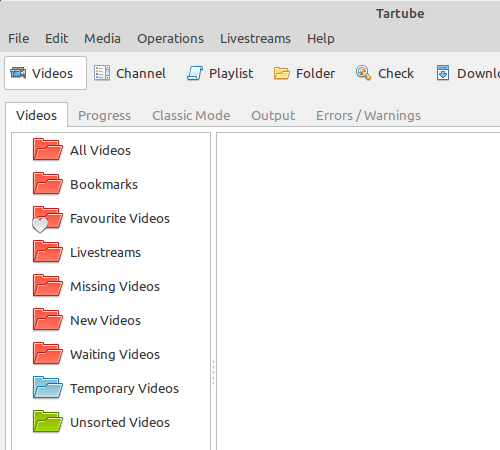 Tartube
File Edit Media Operations Livestreams Help
Videos Channel Playlist Folder Check
Videos Progress Classic Mode Output Errors / Warnings
All Videos
Bookmarks
Favourite Videos
Livestreams
Missing Videos
New Videos
Waiting Videos
Temporary Videos
Unsorted Videos